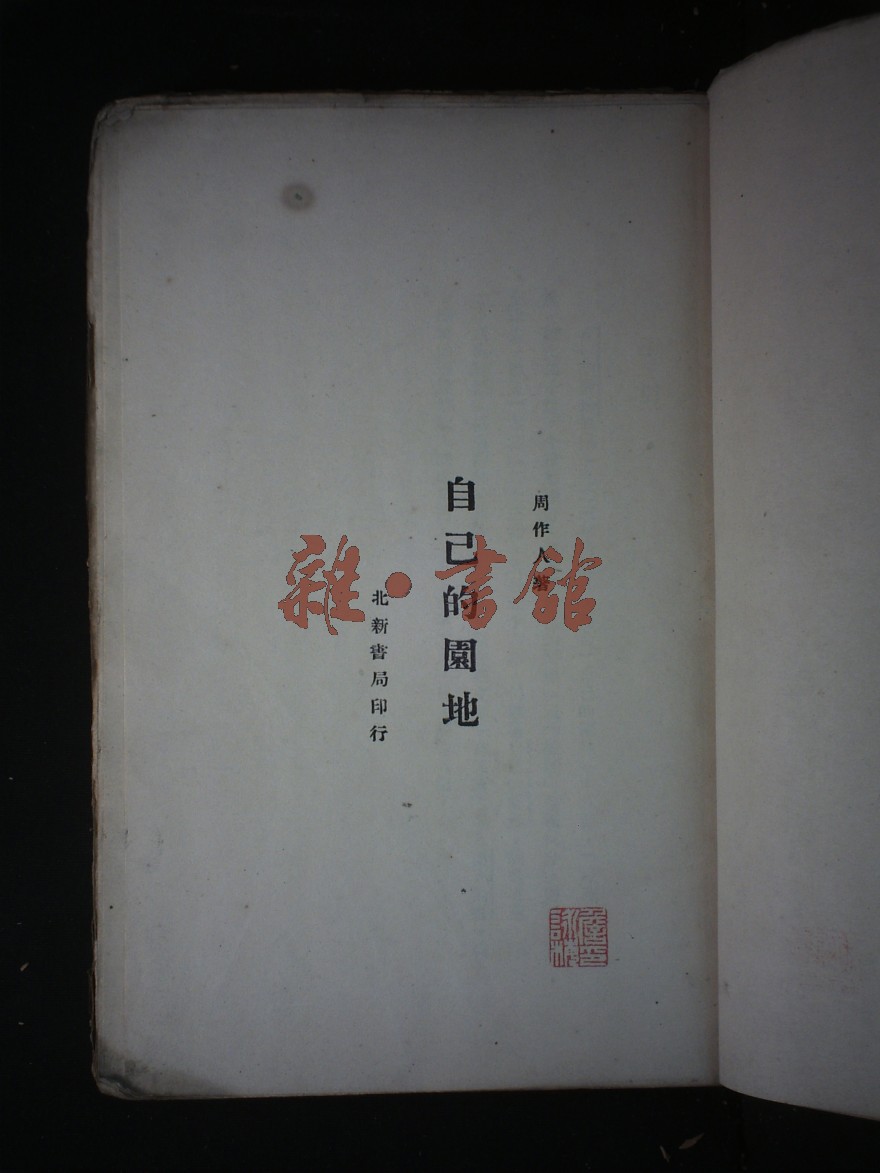 周作人著
自己的園地
北新書局印行
雜·書館